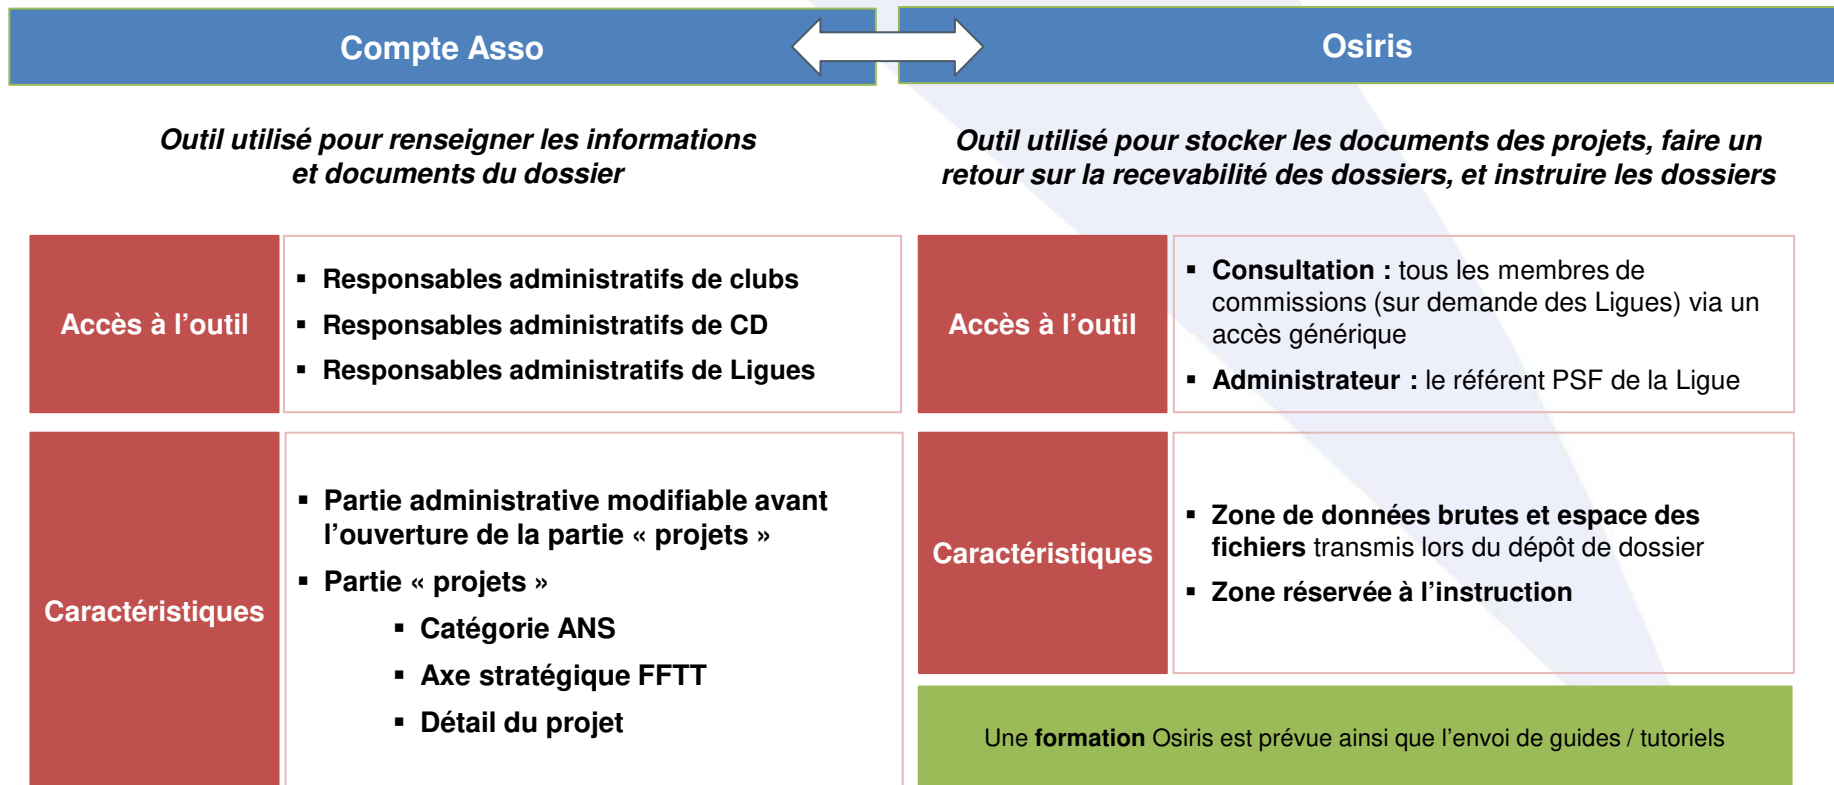 Compte Asso
Outil utilisé pour renseigner les informations
et documents du dossier
Accès à l’outil
▪ Responsables administratifs de clubs
▪ Responsables administratifs de CD
▪ Responsables administratifs de Ligues
Caractéristiques
▪ Partie administrative modifiable avant
l’ouverture de la partie « projets »
▪ Partie « projets »
▪ Catégorie ANS
▪ Axe stratégique FFTT
▪ Détail du projet
Osiris
Outil utilisé pour stocker les documents des projets, faire un
retour sur la recevabilité des dossiers, et instruire les dossiers
Accès à l’outil
▪ Consultation : tous les membres de
commissions (sur demande des Ligues) via un
accès générique
▪ Administrateur : le référent PSF de la Ligue
Caractéristiques
▪ Zone de données brutes et espace des
fichiers transmis lors du dépôt de dossier
▪ Zone réservée à l’instruction
Une formation Osiris est prévue ainsi que l’envoi de guides / tutoriels